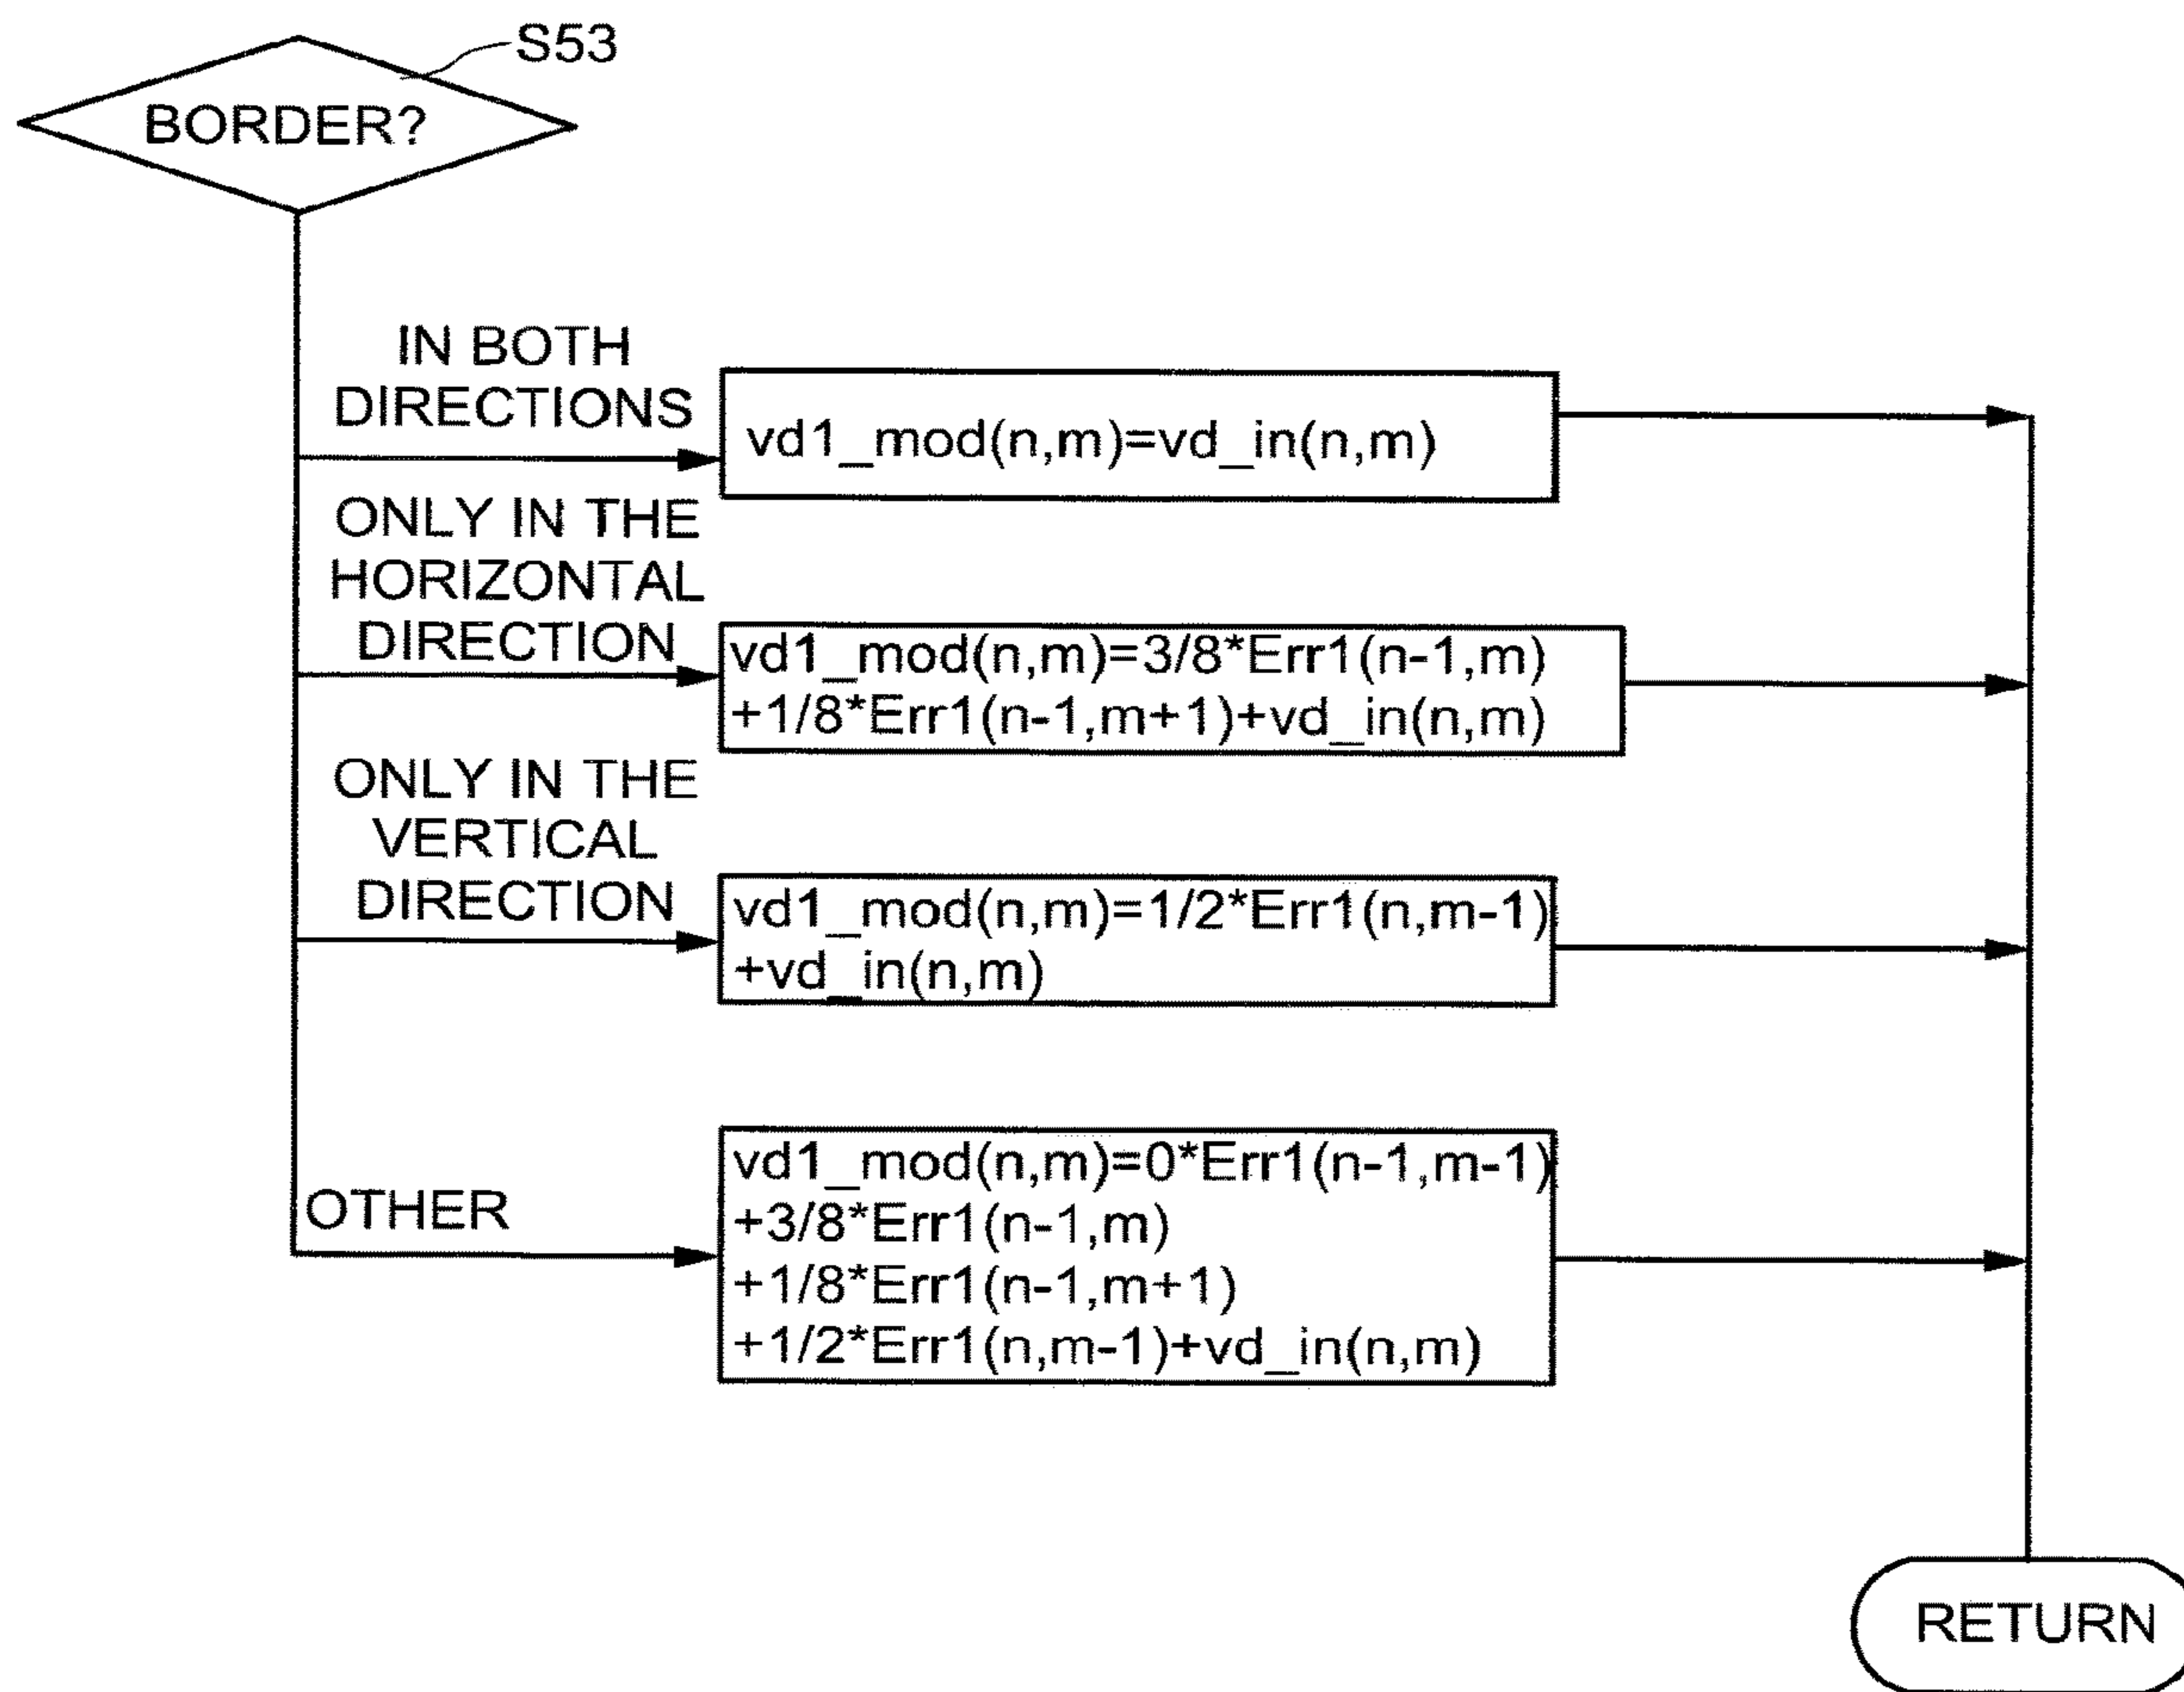 S53
BORDER?
IN BOTH
DIRECTIONS
vd1_mod(n,m)=vd_in(n,m)
ONLY IN THE
HORIZONTAL
DIRECTION
vd1_mod(n,m)=3/8*Err1(n-1,m)
+1/8*Err1(n-1,m+1)+vd_in(n,m)
ONLY IN THE
VERTICAL
DIRECTION
vd1_mod(n,m)=1/2*Err1(n,m-1)
+vd_in(n,m)
OTHER
vd1_mod(n,m)=0*Err1(n-1,m-1)
+3/8*Err1(n-1,m)
+1/8*Err1(n-1,m+1)
+1/2*Err1(n,m-1)+vd_in(n,m)
RETURN